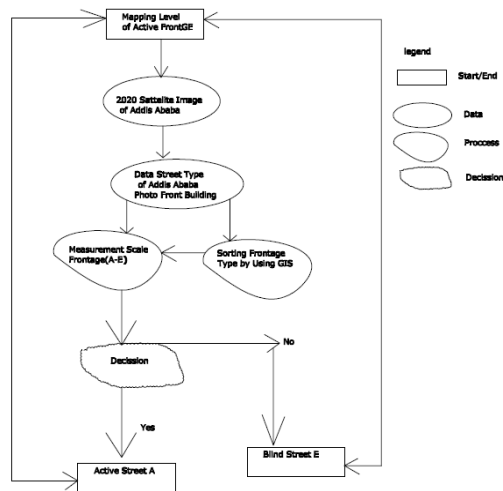 Mapping Level
of Active FrontGE
legend
Start/End
2020 Sattalite Image
of Addis Ababa
Data
Data Street Type
of Addis Ababa
Photo Front Building
Proccess
Decission
Measurement Scale
Frontage(A-E)
Sorting Frontage
Type by Using GIS
No
Decission
Yes
Blind Street E
Active Street A